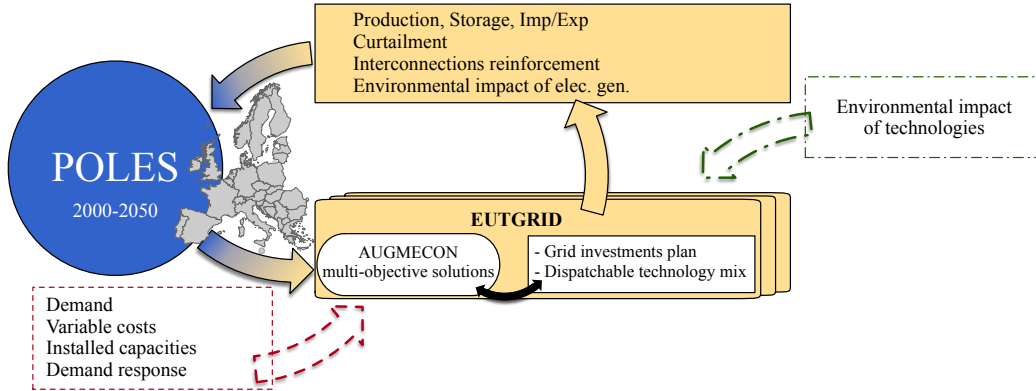 Production, Storage, Imp/Exp
Curtailment
Interconnections reinforcement
Environmental impact of elec. gen.
Environmental impact
of technologies
POLES
2000-2050
EUTGRID
AUGMECON
multi-objective solutions
- Grid investments plan
- Dispatchable technology mix
Demand
Variable costs
Installed capacities
Demand response